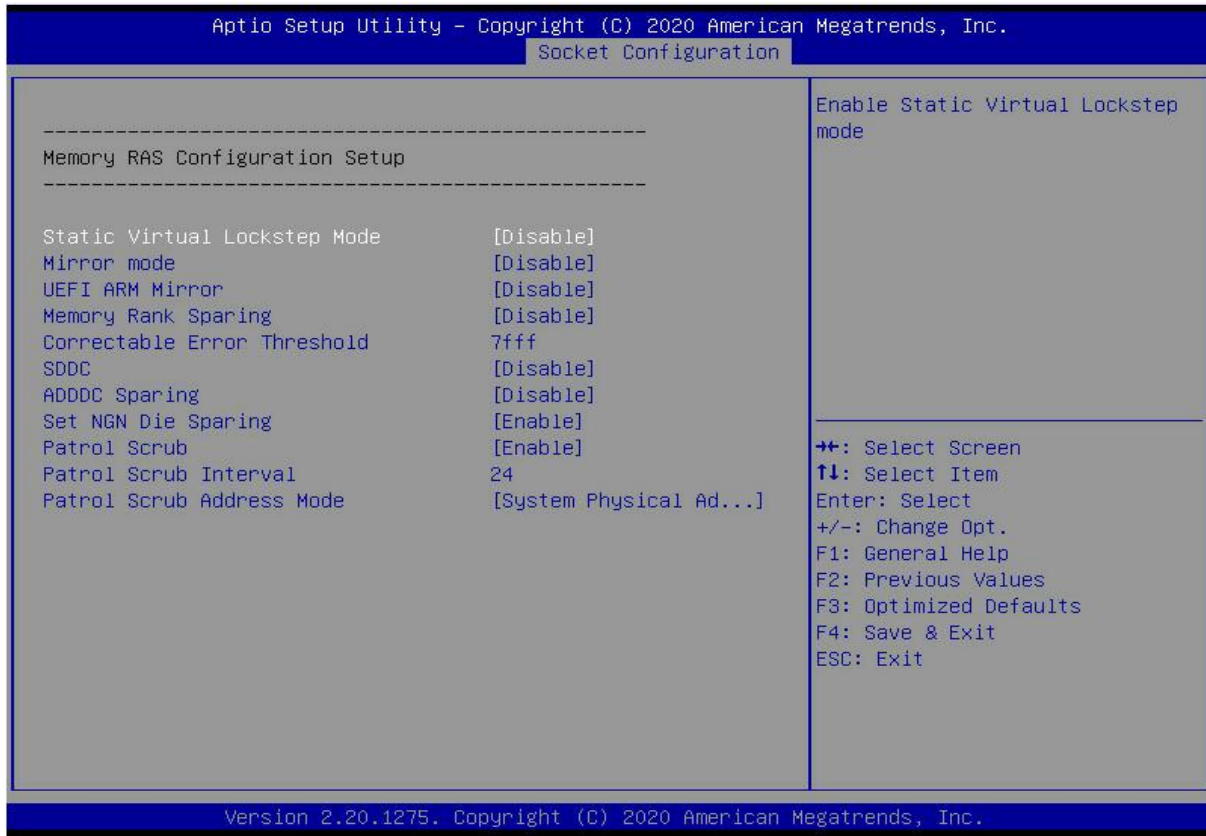 Aptio Setup Utility – Copyright (C) 2020 American Megatrends, Inc.
Socket Configuration
--------------------------------------------------
Memory RAS Configuration Setup
--------------------------------------------------
Static Virtual Lockstep Mode [Disable]
Mirror mode [Disable]
UEFI ARM Mirror [Disable]
Memory Rank Sparing [Disable]
Correctable Error Threshold 7fff
SDDC [Disable]
ADDDC Sparing [Disable]
Set NGN Die Sparing [Enable]
Patrol Scrub [Enable]
Patrol Scrub Interval 24
Patrol Scrub Address Mode [System Physical Ad...]
Enable Static Virtual Lockstep
mode
→←: Select Screen
↑↓: Select Item
Enter: Select
+/-: Change Opt.
F1: General Help
F2: Previous Values
F3: Optimized Defaults
F4: Save & Exit
ESC: Exit
Version 2.20.1275. Copyright (C) 2020 American Megatrends, Inc.